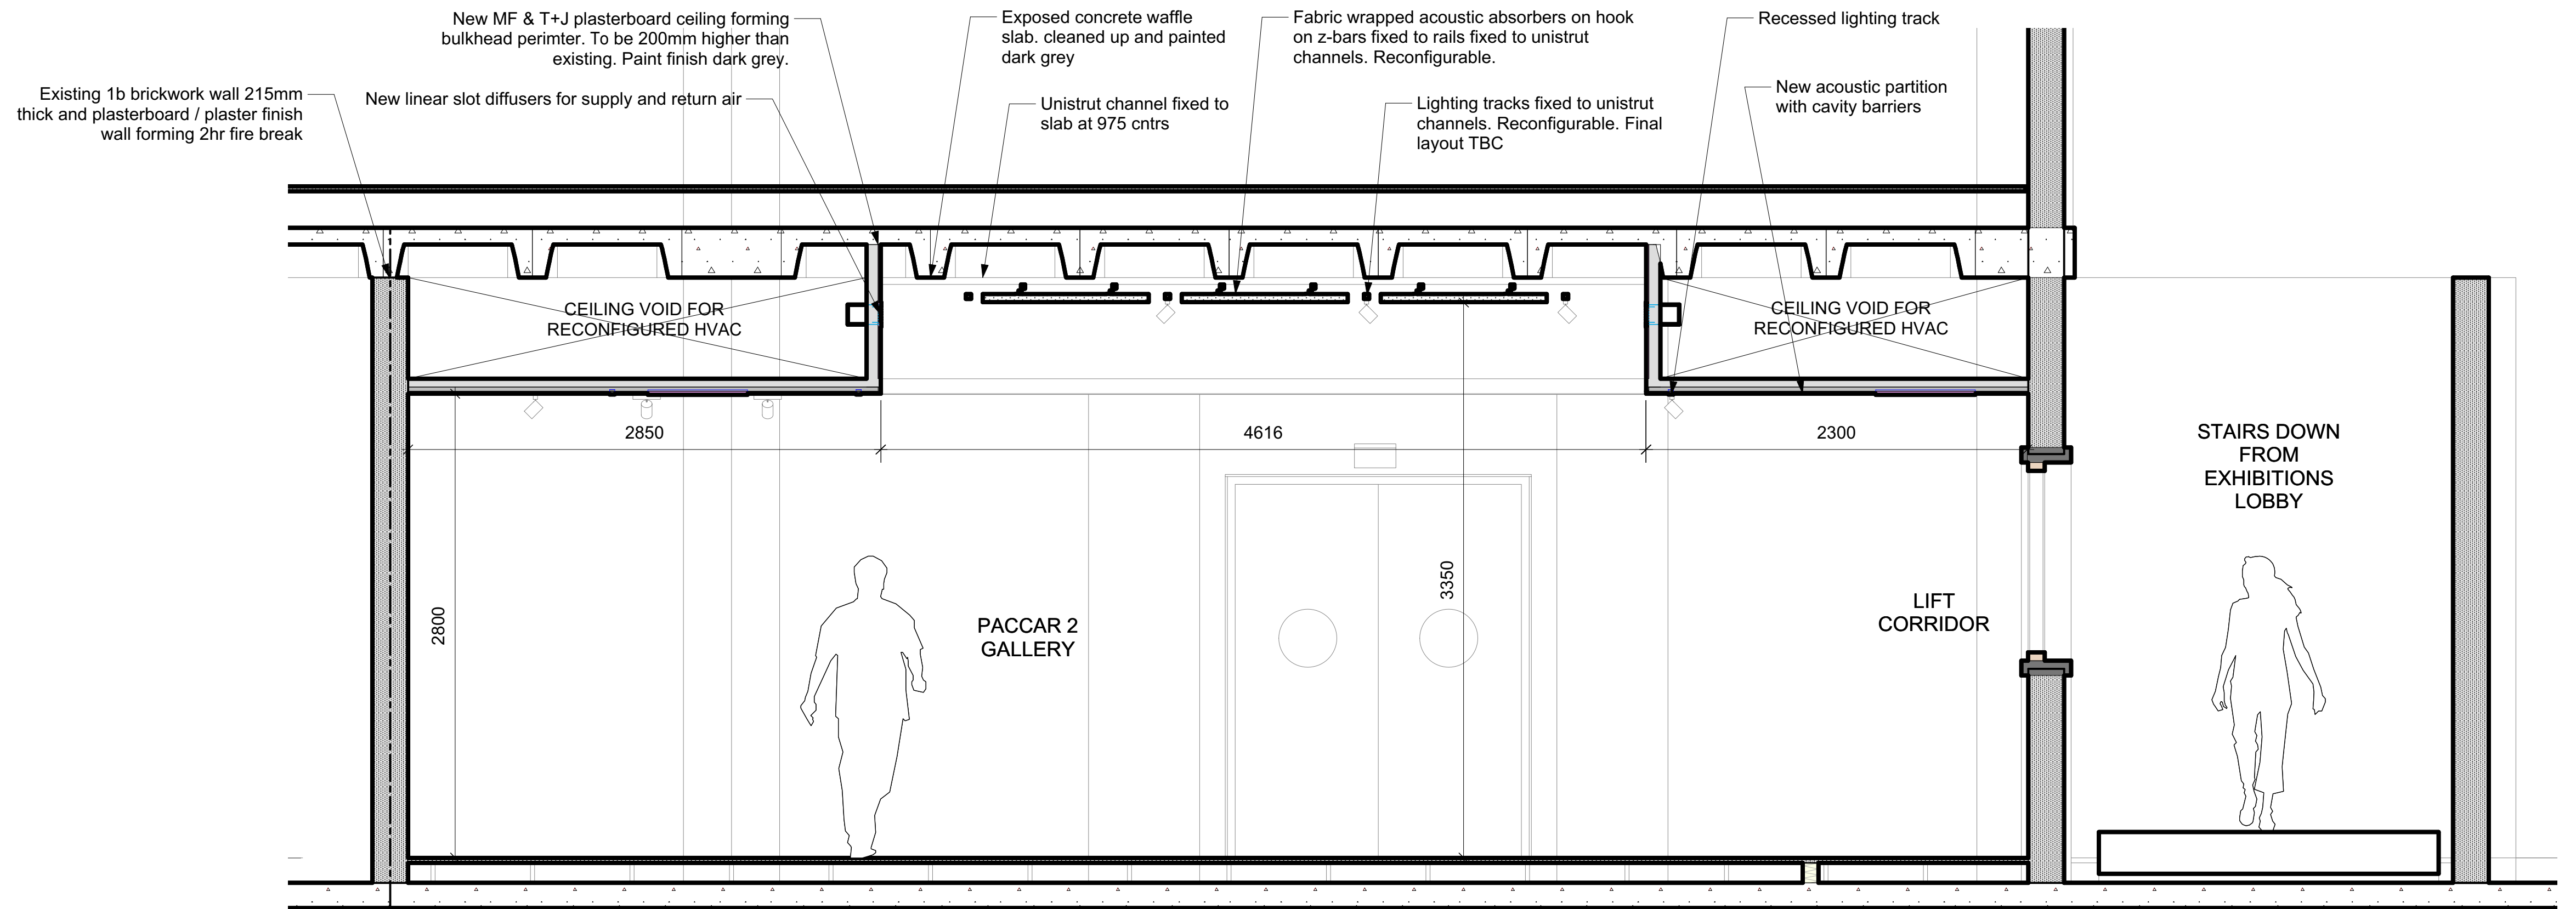 New MF & T+J plasterboard ceiling forming
bulkhead perimter. To be 200mm higher than
existing. Paint finish dark grey.
Exposed concrete waffle
slab. cleaned up and painted
dark grey
Fabric wrapped acoustic absorbers on hook
on z-bars fixed to rails fixed to unistrut
channels. Reconfigurable.
Recessed lighting track
Existing 1b brickwork wall 215mm
thick and plasterboard / plaster finish
wall forming 2hr fire break
New linear slot diffusers for supply and return air
Unistrut channel fixed to
slab at 975 cntrs
Lighting tracks fixed to unistrut
channels. Reconfigurable. Final
layout TBC
New acoustic partition
with cavity barriers
CEILING VOID FOR
RECONFIGURED HVAC
CEILING VOID FOR
RECONFIGURED HVAC
2850
4616
2300
STAIRS DOWN
FROM
EXHIBITIONS
LOBBY
2800
PACCAR 2
GALLERY
3350
LIFT
CORRIDOR